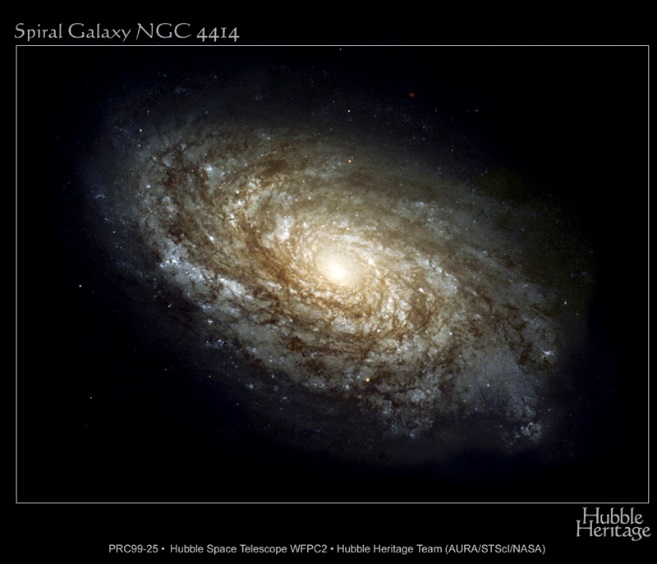 Spiral Galaxy NGC 4414
Hubble
Heritage
PRC99-25 • Hubble Space Telescope WFPC2 • Hubble Heritage Team (AURA/STScI/NASA)